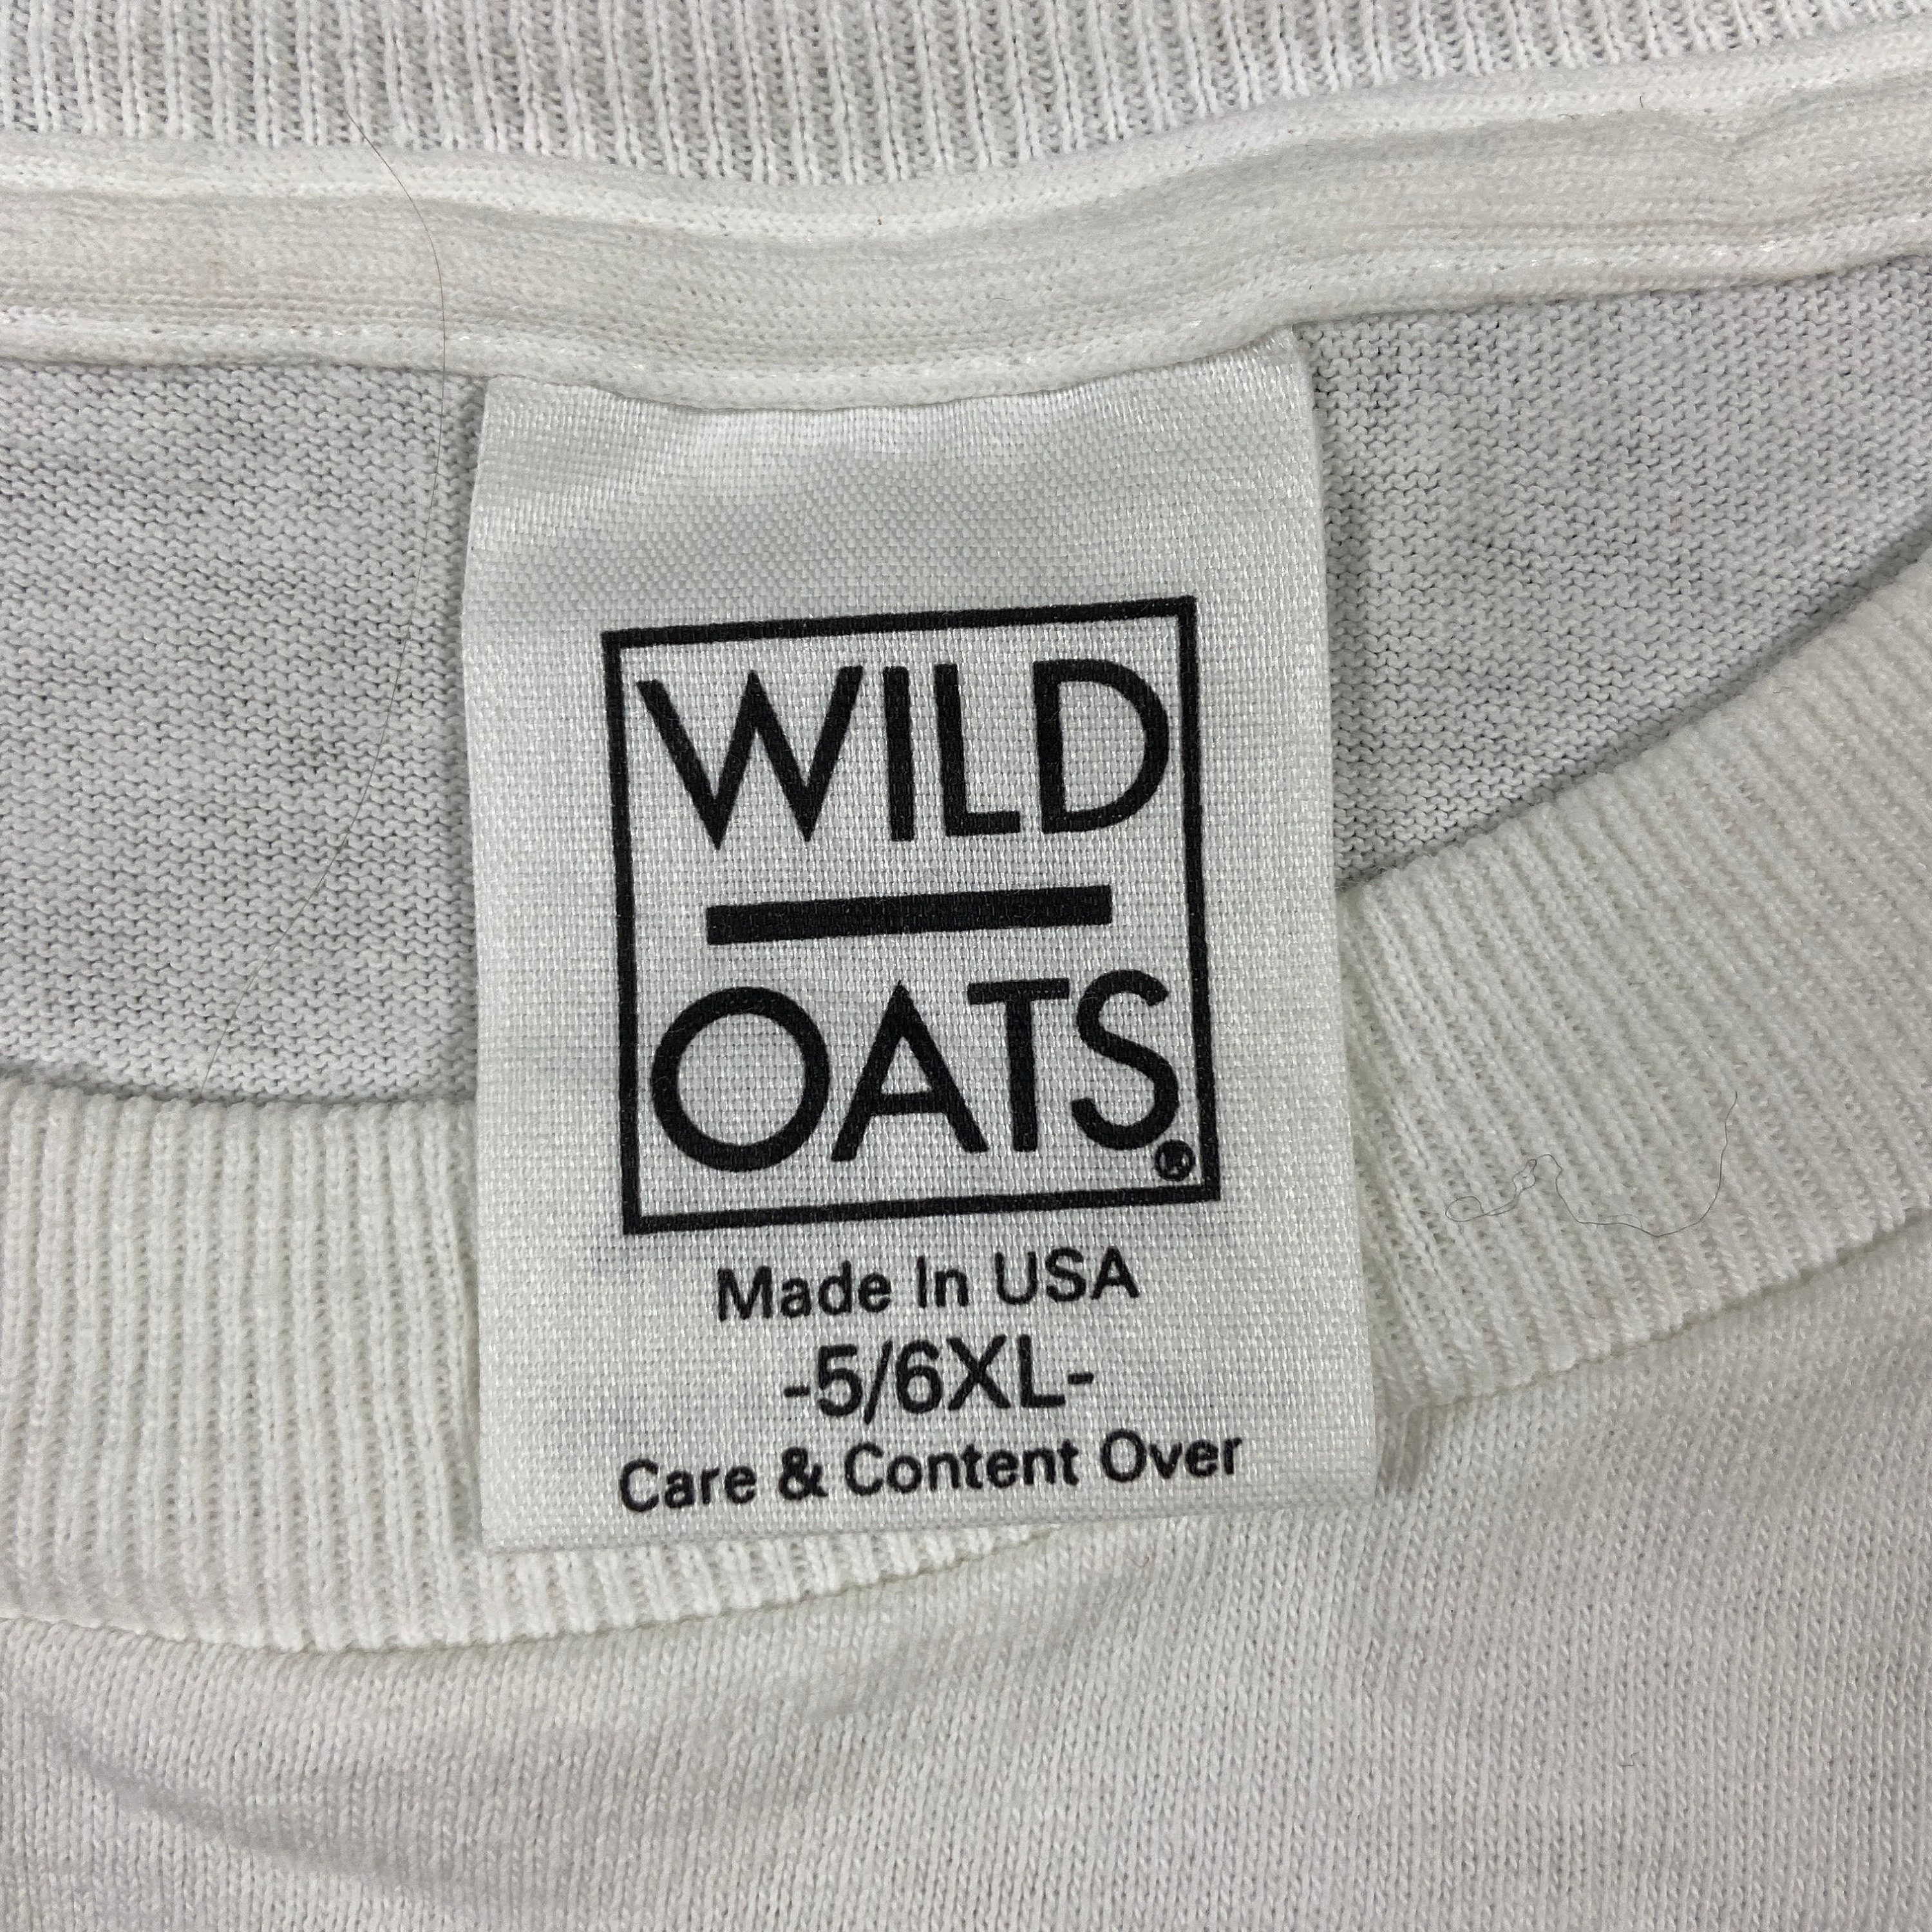 WILD
OATS®
Made In USA
-5/6XL-
Care & Content Over